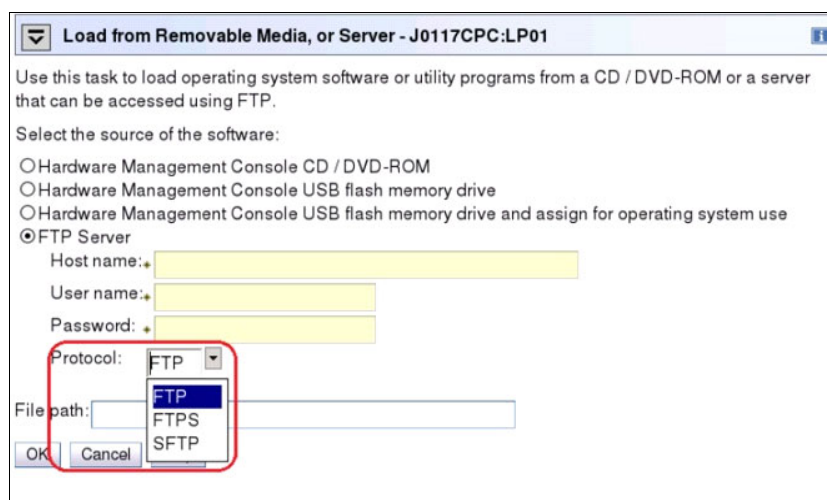 Load from Removable Media, or Server - J0117CPC:LP01
i
Use this task to load operating system software or utility programs from a CD / DVD-ROM or a server
that can be accessed using FTP.
Select the source of the software:
Hardware Management Console CD / DVD-ROM
Hardware Management Console USB flash memory drive
Hardware Management Console USB flash memory drive and assign for operating system use
FTP Server
Host name:
User name:
Password:
Protocol: FTP
FTP
FTPS
SFTP
File path:
OK Cancel